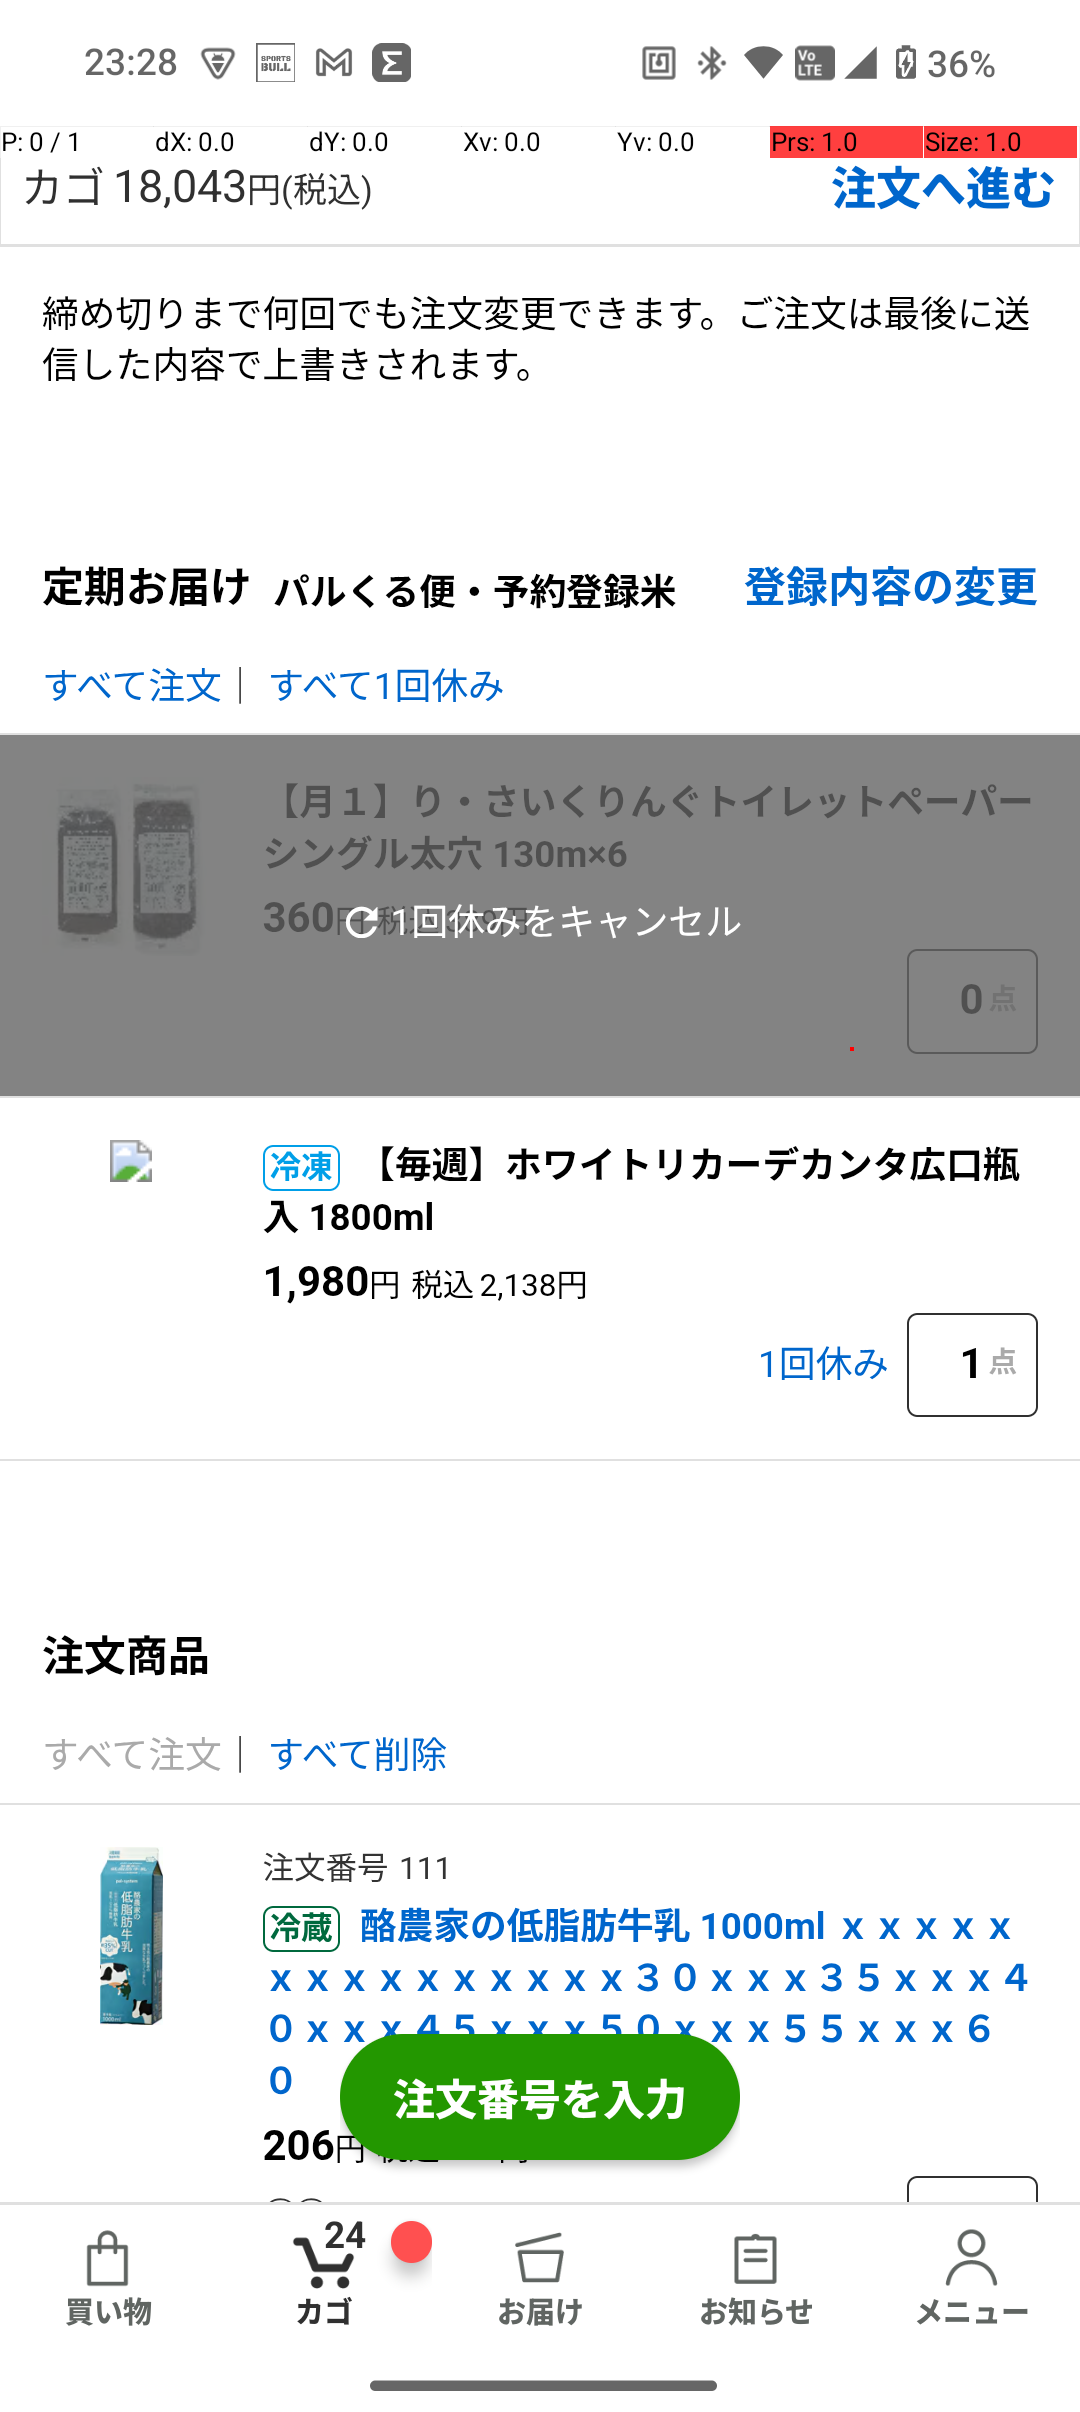 23:28
SPORTS BULL
Vo LTE
36%
P: 0 / 1 dX: 0.0 dY: 0.0 Xv: 0.0 Yv: 0.0 Prs: 1.0 Size: 1.0
カゴ 18,043円(税込) 注文へ進む
締め切りまで何回でも注文変更できます。ご注文は最後に送
信した内容で上書きされます。
定期お届け パルくる便・予約登録米 登録内容の変更
すべて注文 | すべて1回休み
【月１】り・さいくりんぐトイレットペーパー
シングル太穴 130m×6
360円
1回休みをキャンセル
0 点
冷凍 【毎週】ホワイトリカーデカンタ広口瓶
入 1800ml
1,980円 税込 2,138円
1回休み 1 点
注文商品
すべて注文 | すべて削除
注文番号 111
冷蔵 酪農家の低脂肪牛乳 1000ml ｘｘｘｘｘ
ｘｘｘｘｘｘｘｘｘｘ３０ｘｘｘ３５ｘｘｘ４
０ｘｘｘ４５ｘｘｘ５０ｘｘｘ５５ｘｘｘ６
０
注文番号を入力
206円
24
買い物 カゴ お届け お知らせ メニュー